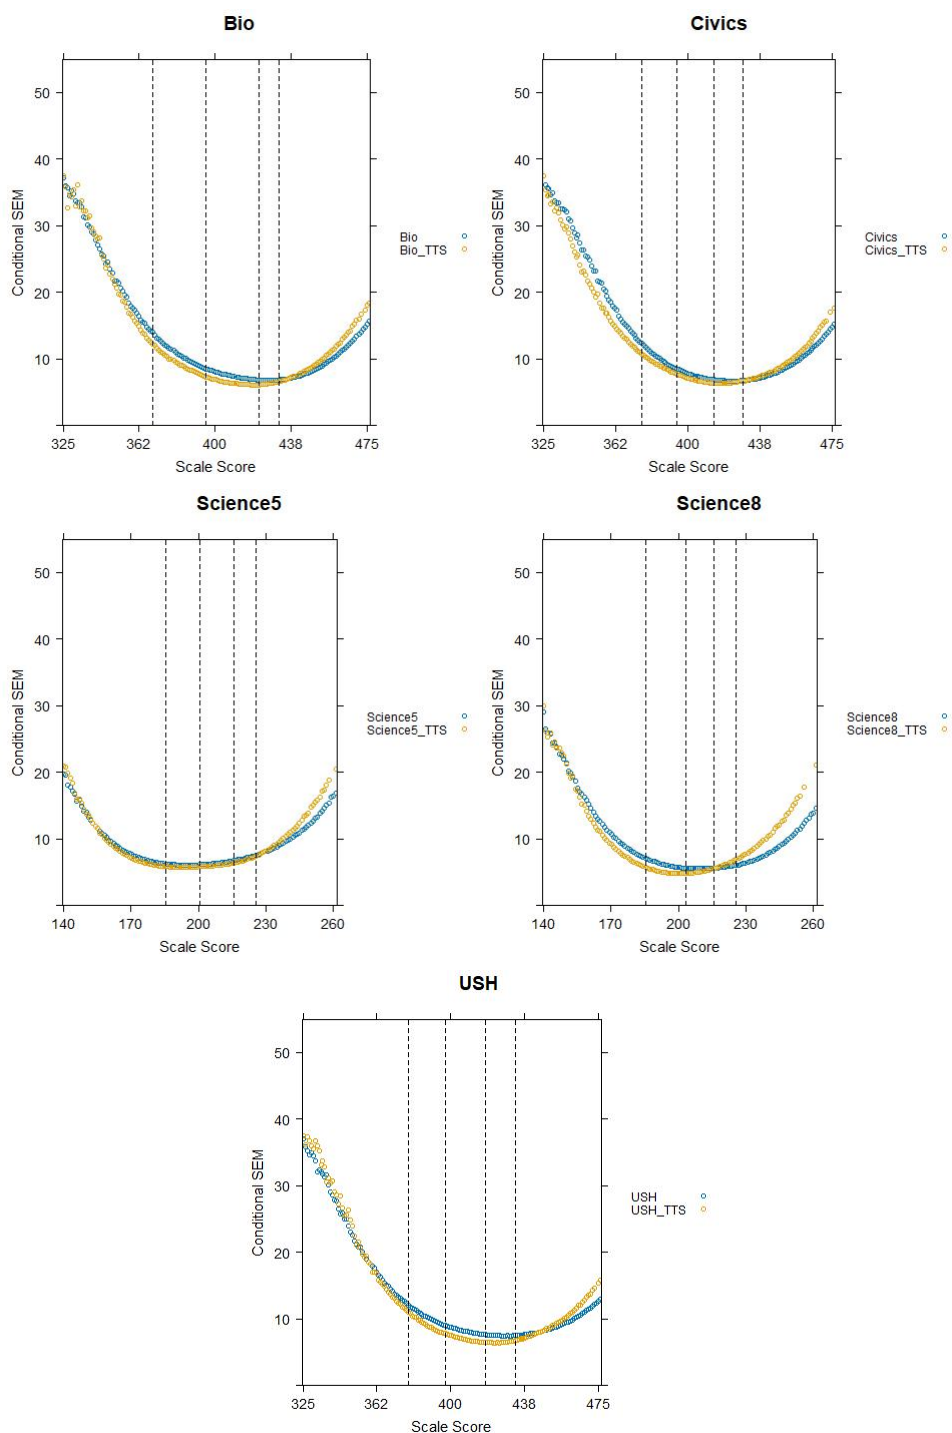 Bio
Civics
50
40
30
20
10
Conditional SEM
325 362 400 438 475
Scale Score
Bio
Bio_TTS
50
40
30
20
10
Conditional SEM
325 362 400 438 475
Scale Score
Civics
Civics_TTS
Science5
Science8
50
40
30
20
10
Conditional SEM
140 170 200 230 260
Scale Score
Science5
Science5_TTS
50
40
30
20
10
Conditional SEM
140 170 200 230 260
Scale Score
Science8
Science8_TTS
USH
50
40
30
20
10
Conditional SEM
325 362 400 438 475
Scale Score
USH
USH_TTS